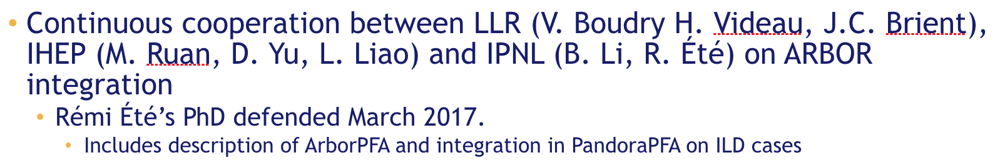 • Continuous cooperation between LLR (V. Boudry H. Videau, J.C. Brient),
IHEP (M. Ruan, D. Yu, L. Liao) and IPNL (B. Li, R. Été) on ARBOR
integration
• Rémi Été’s PhD defended March 2017.
• Includes description of ArborPFA and integration in PandoraPFA on ILD cases